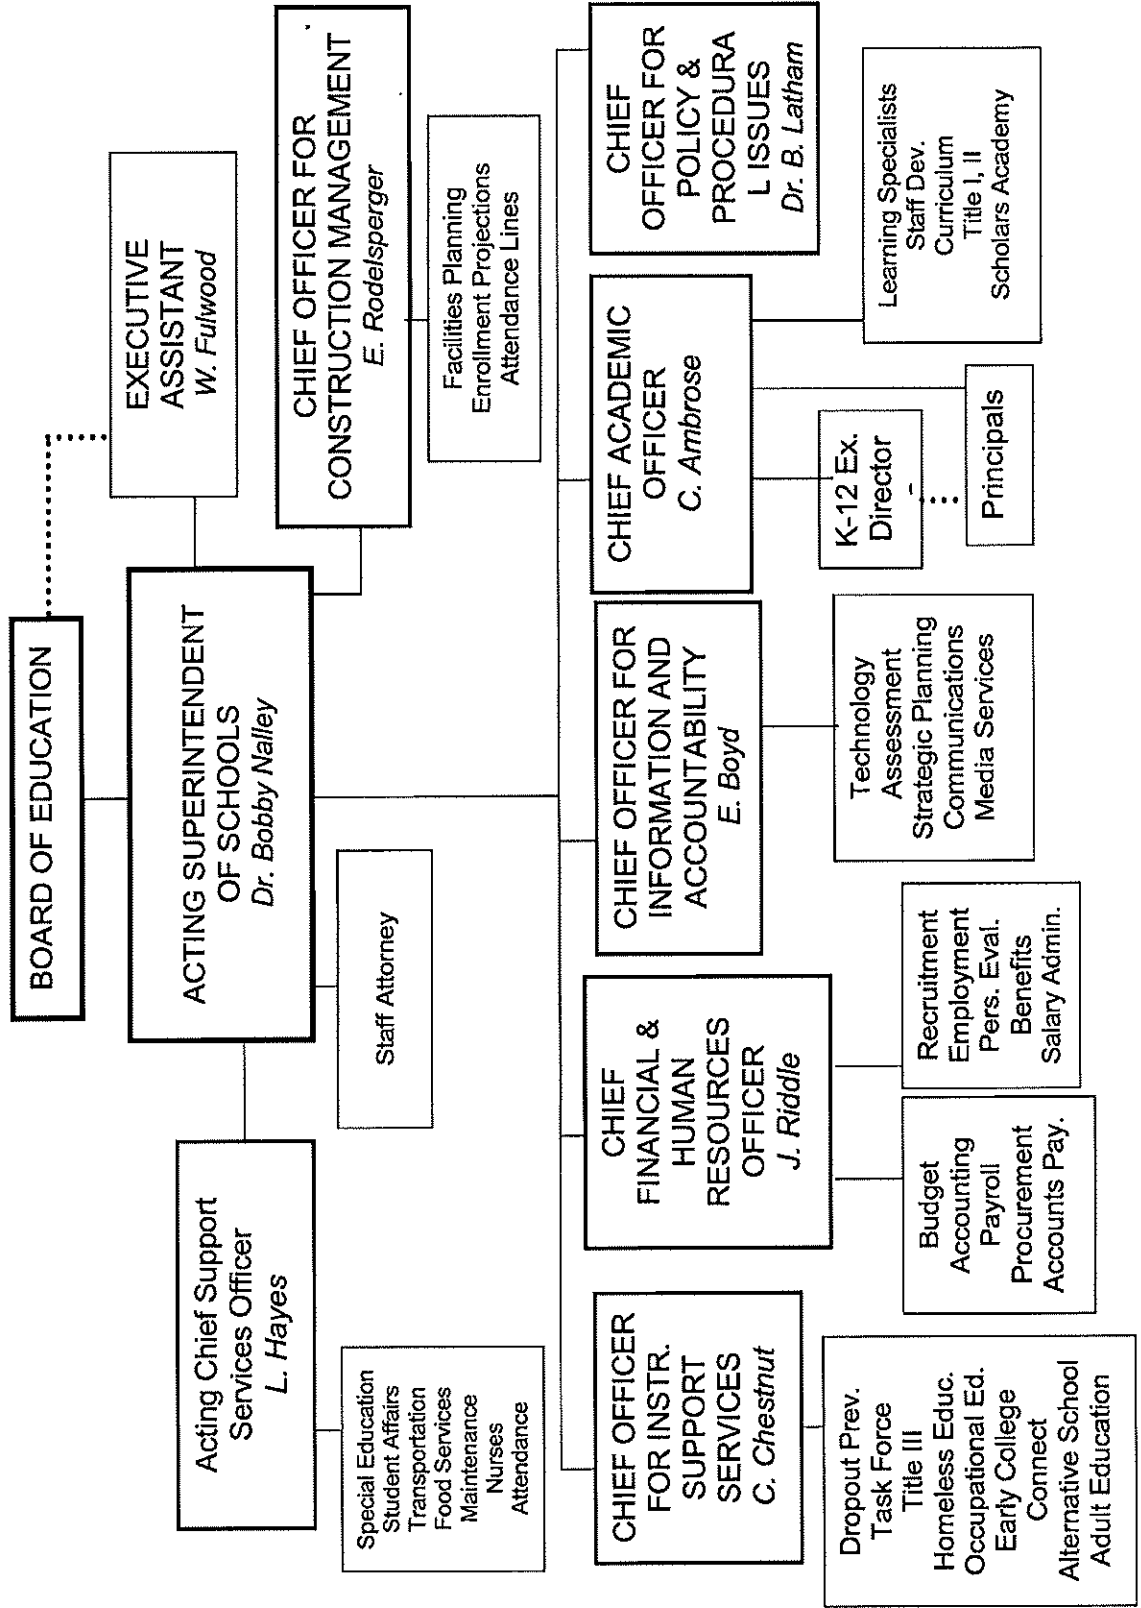 BOARD OF EDUCATION
ACTING SUPERINTENDENT
OF SCHOOLS
Dr. Bobby Nalley
EXECUTIVE
ASSISTANT
W. Fulwood
Acting Chief Support
Services Officer
L. Hayes
Special Education
Student Affairs
Transportation
Food Services
Maintenance
Nurses
Attendance
Staff Attorney
CHIEF OFFICER FOR
CONSTRUCTION MANAGEMENT
E. Rodelsperger
Facilities Planning
Enrollment Projections
Attendance Lines
CHIEF OFFICER
FOR INSTR.
SUPPORT
SERVICES
C. Chestnut
Dropout Prev.
Task Force
Title III
Homeless Educ.
Occupational Ed.
Early College
Connect
Alternative School
Adult Education
CHIEF
FINANCIAL &
HUMAN
RESOURCES
OFFICER
J. Riddle
Budget
Accounting
Payroll
Procurement
Accounts Pay.
Recruitment
Employment
Pers. Eval.
Benefits
Salary Admin.
CHIEF OFFICER FOR
INFORMATION AND
ACCOUNTABILITY
E. Boyd
Technology
Assessment
Strategic Planning
Communications
Media Services
CHIEF ACADEMIC
OFFICER
C. Ambrose
K-12 Ex.
Director
Principals
Learning Specialists
Staff Dev.
Curriculum
Title I, II
Scholars Academy
CHIEF
OFFICER FOR
POLICY &
PROCEDURA
L ISSUES
Dr. B. Latham